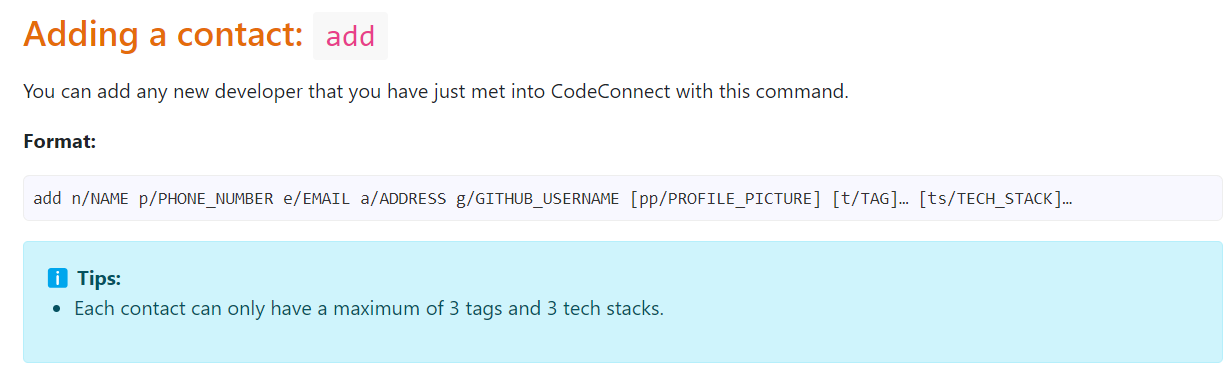 Adding a contact: add
You can add any new developer that you have just met into CodeConnect with this command.
Format:
add n/NAME p/PHONE_NUMBER e/EMAIL a/ADDRESS g/GITHUB_USERNAME [pp/PROFILE_PICTURE] [t/TAG]… [ts/TECH_STACK]…
ℹ️ Tips:
• Each contact can only have a maximum of 3 tags and 3 tech stacks.